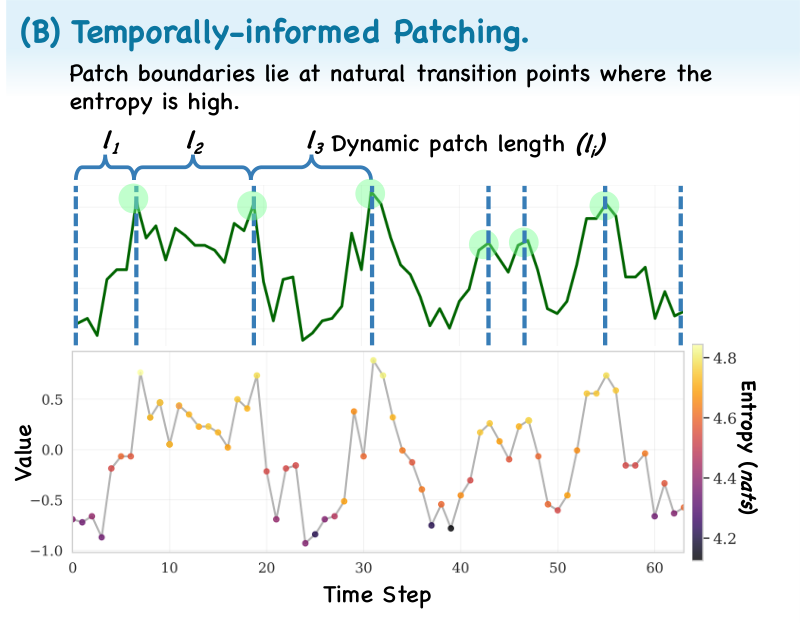 (B) Temporally-informed Patching.
Patch boundaries lie at natural transition points where the
entropy is high.
l1 l2 l3 Dynamic patch length (li)
0.5
0.0
−0.5
−1.0
Value
0 10 20 30 40 50 60
Time Step
4.8
4.6
4.4
4.2
Entropy (nats)